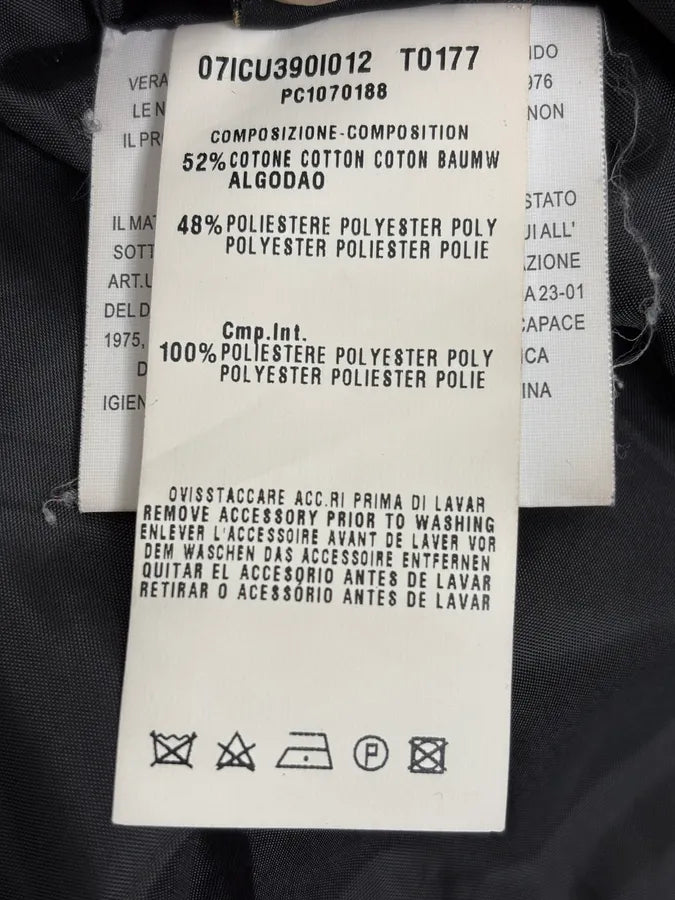 07ICU390I012 T0177
PC1070188
COMPOSIZIONE-COMPOSITION
52% COTONE COTTON COTON BAUMW
ALGODAO
48% POLIESTERE POLYESTER POLY
POLYESTER POLIESTER POLIE
Cmp.Int.
100% POLIESTERE POLYESTER POLY
POLYESTER POLIESTER POLIE
OVISSTACCARE ACC.RI PRIMA DI LAVAR
REMOVE ACCESSORY PRIOR TO WASHING
ENLEVER L'ACCESSOIRE AVANT DE LAVER VOR
DEM WASCHEN DAS ACCESSOIRE ENTFERNEN
QUITAR EL ACCESORIO ANTES DE LAVAR
RETIRAR O ACESSÓRIO ANTES DE LAVAR
P
VERA
LE N
IL PR
IL MA
SOTT
ART.U
DEL D
1975,
D
IGIEN
IDO
976
NON
STATO
UI ALL'
ZIONE
A 23-01
CAPACE
ICA
INA